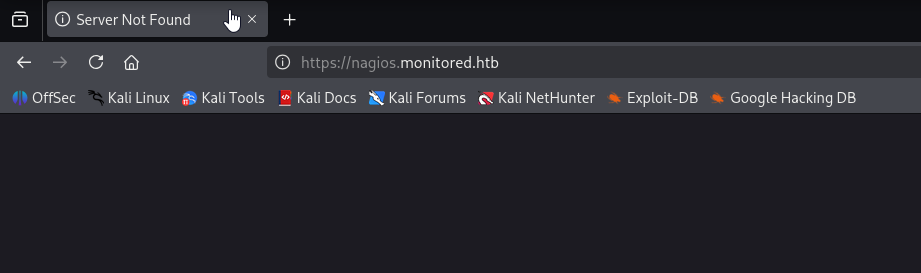 Server Not Found
https://nagios.monitored.htb
OffSec Kali Linux Kali Tools Kali Docs Kali Forums Kali NetHunter Exploit-DB Google Hacking DB